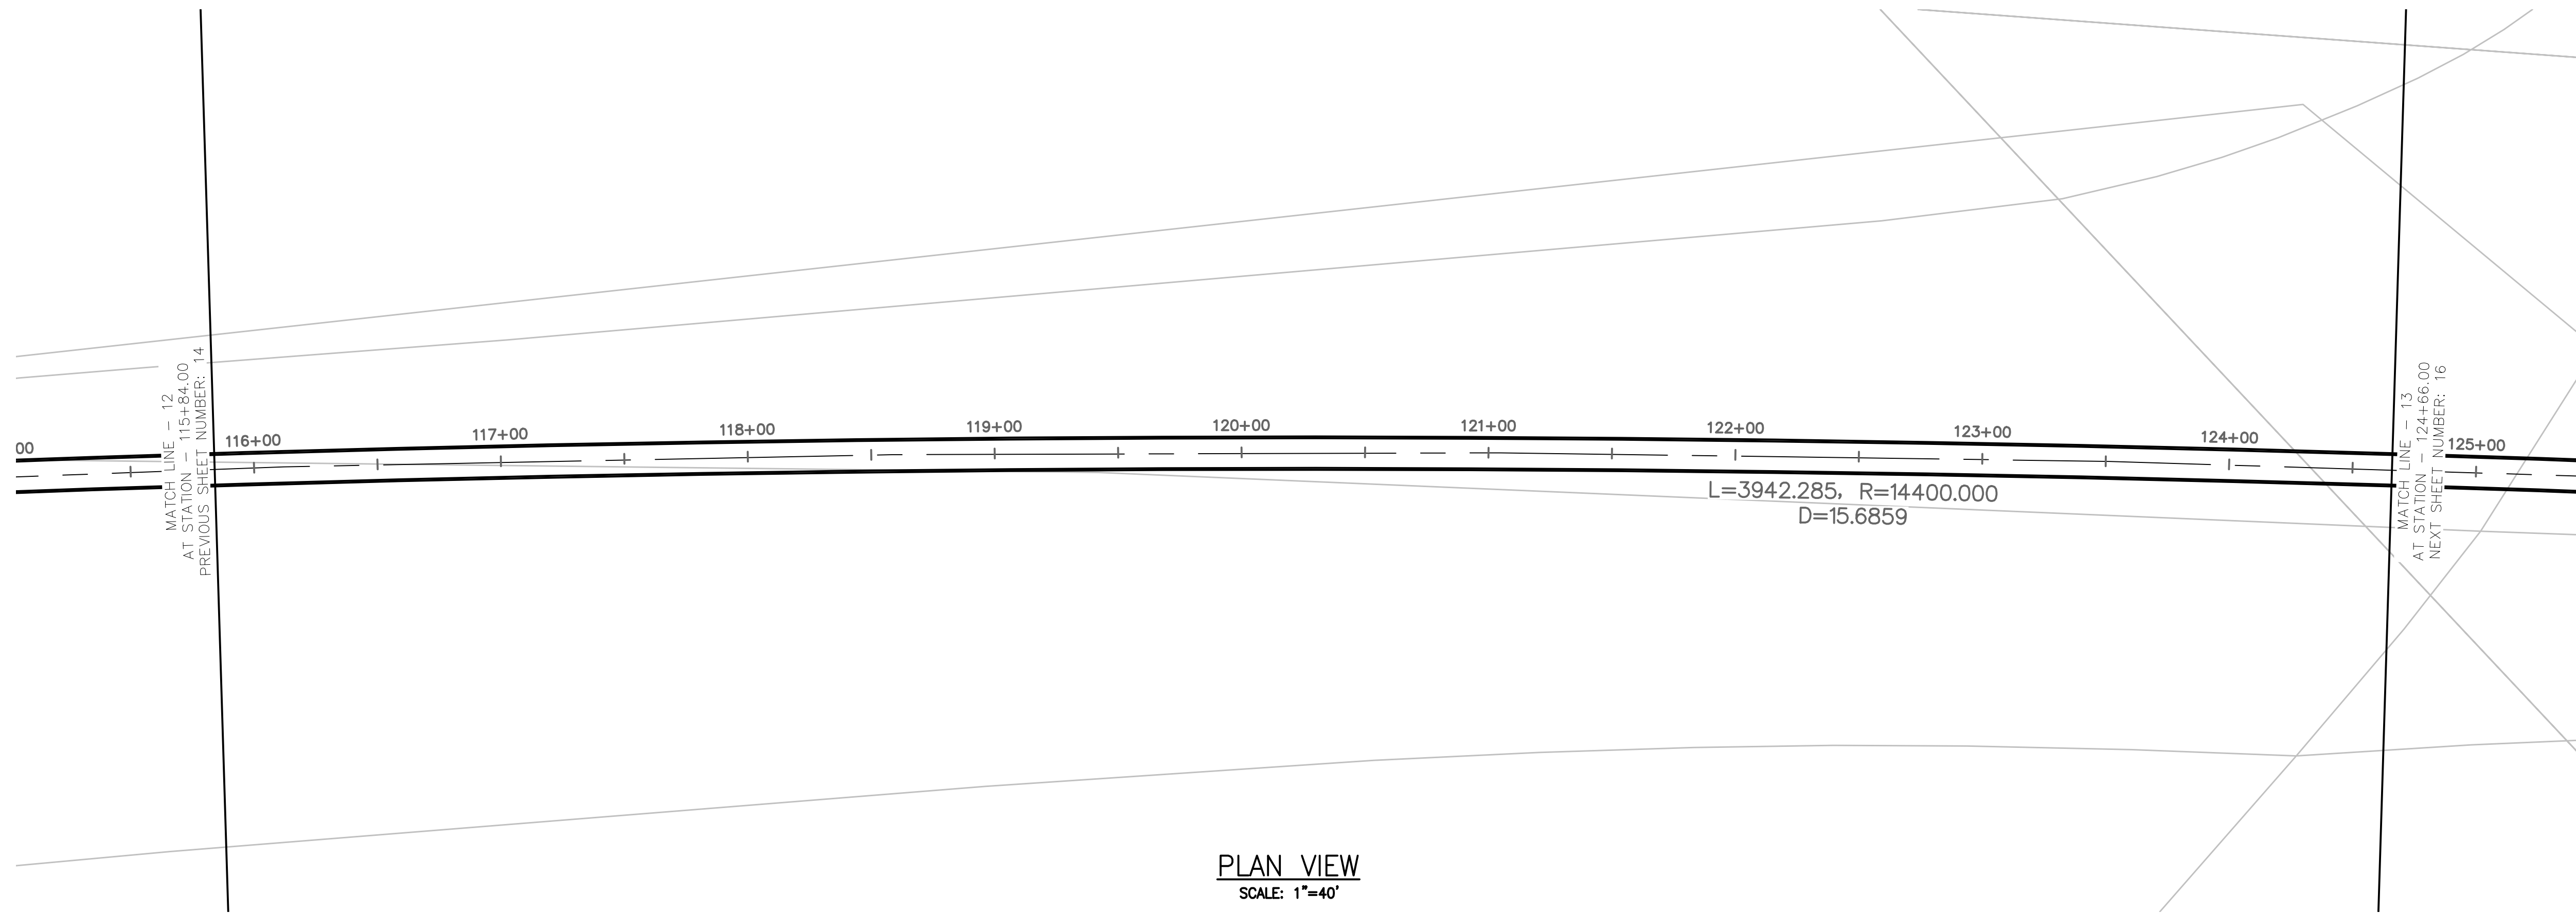 MATCH LINE - 12
AT STATION - 115+84.00
PREVIOUS SHEET NUMBER: 14
00
116+00
117+00
118+00
119+00
120+00
121+00
122+00
123+00
124+00
125+00
L=3942.285, R=14400.000
D=15.6859
MATCH LINE - 13
AT STATION - 124+66.00
NEXT SHEET NUMBER: 16
PLAN VIEW
SCALE: 1"=40'